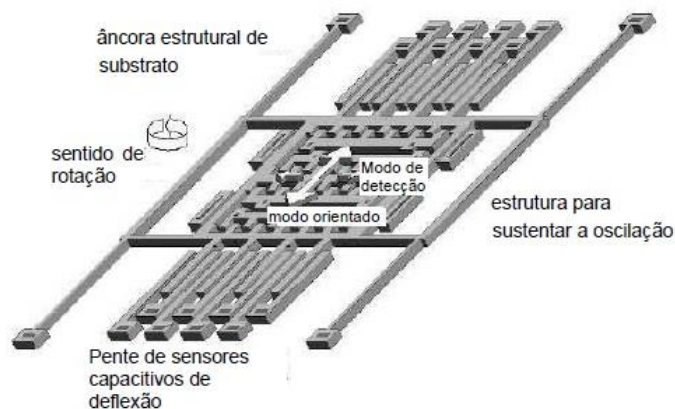 âncora estrutural de
substrato
sentido de
rotação
Modo de
detecção
modo orientado
estrutura para
sustentar a oscilação
Pente de sensores
capacitivos de
deflexão